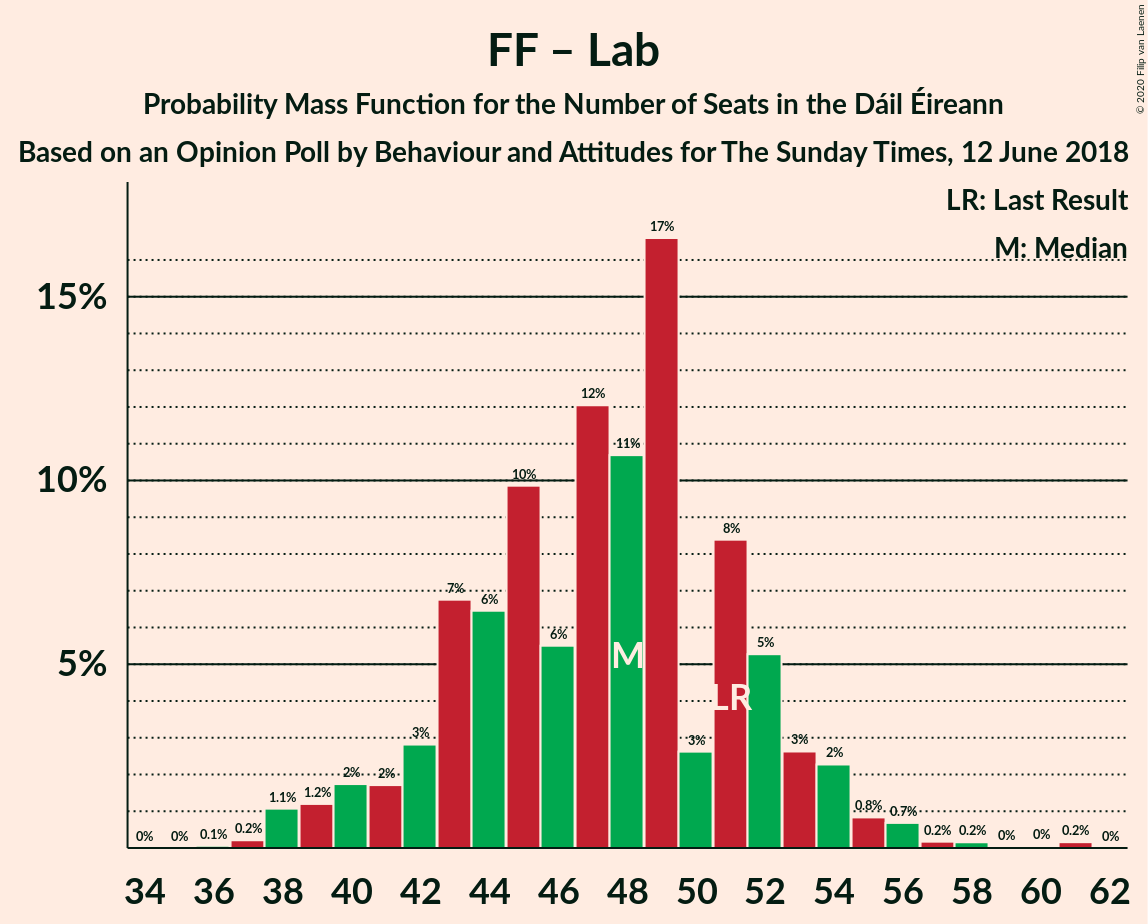 FF – Lab
Probability Mass Function for the Number of Seats in the Dáil Éireann
Based on an Opinion Poll by Behaviour and Attitudes for The Sunday Times, 12 June 2018
© 2020 Filip van Laenen
LR: Last Result
M: Median
15%
10%
5%
0% 0% 0.1% 0.2% 1.1% 1.2% 2% 2% 3% 7% 6% 10% 6% 12% 11% 17% 3% 8% 5% 3% 2% 0.8% 0.7% 0.2% 0.2% 0% 0% 0.2% 0%
M
LR
34 36 38 40 42 44 46 48 50 52 54 56 58 60 62